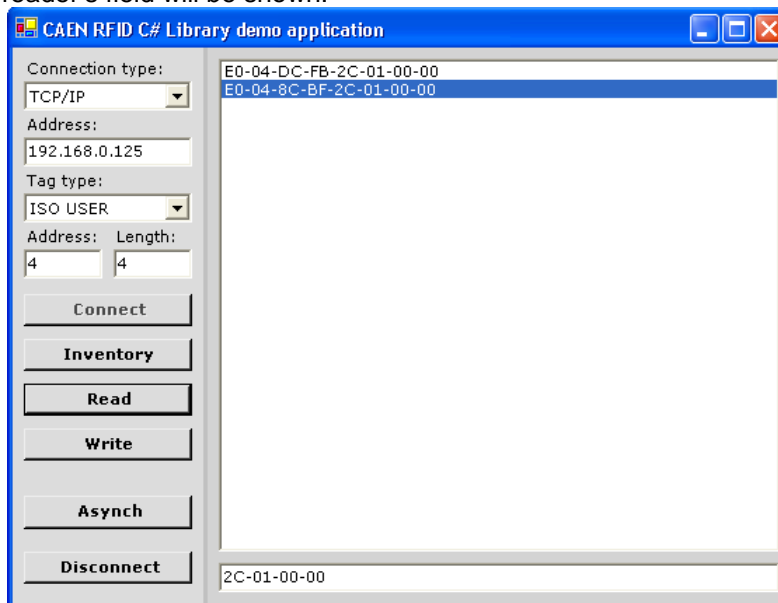 reader's field will be shown.
CAEN RFID C# Library demo application
Connection type:
TCP/IP
Address:
192.168.0.125
Tag type:
ISO USER
Address: Length:
4 4
Connect
Inventory
Read
Write
Asynch
Disconnect
E0-04-DC-FB-2C-01-00-00
E0-04-8C-BF-2C-01-00-00
2C-01-00-00